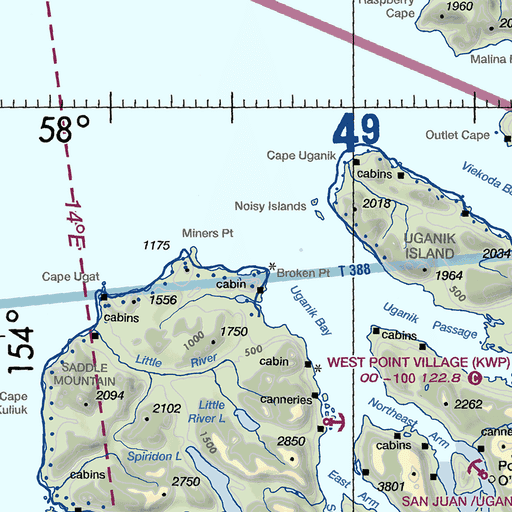 Raspberry
Cape
1960
Malina
58°
49
Outlet Cape
Cape Uganik
cabins
Viekoda
Noisy Islands
2018
14°E
UGANIK
ISLAND
Miners Pt
1175
2034
Cape Ugat
Broken Pt
T 388
1964
cabin
500
1556
cabins
Uganik Bay
Uganik Passage
154°
1000
1750
cabins
500
Little River
cabin
WEST POINT VILLAGE (KWP)
00 -100 122.8 C
SADDLE
MOUNTAIN
2094
Cape
Kuliuk
canneries
2262
2102
Little
River L
Northeast Arm
1500
2850
cabins
Spiridon L
cabins
2750
East Arm
3801
SAN JUAN /UGAN